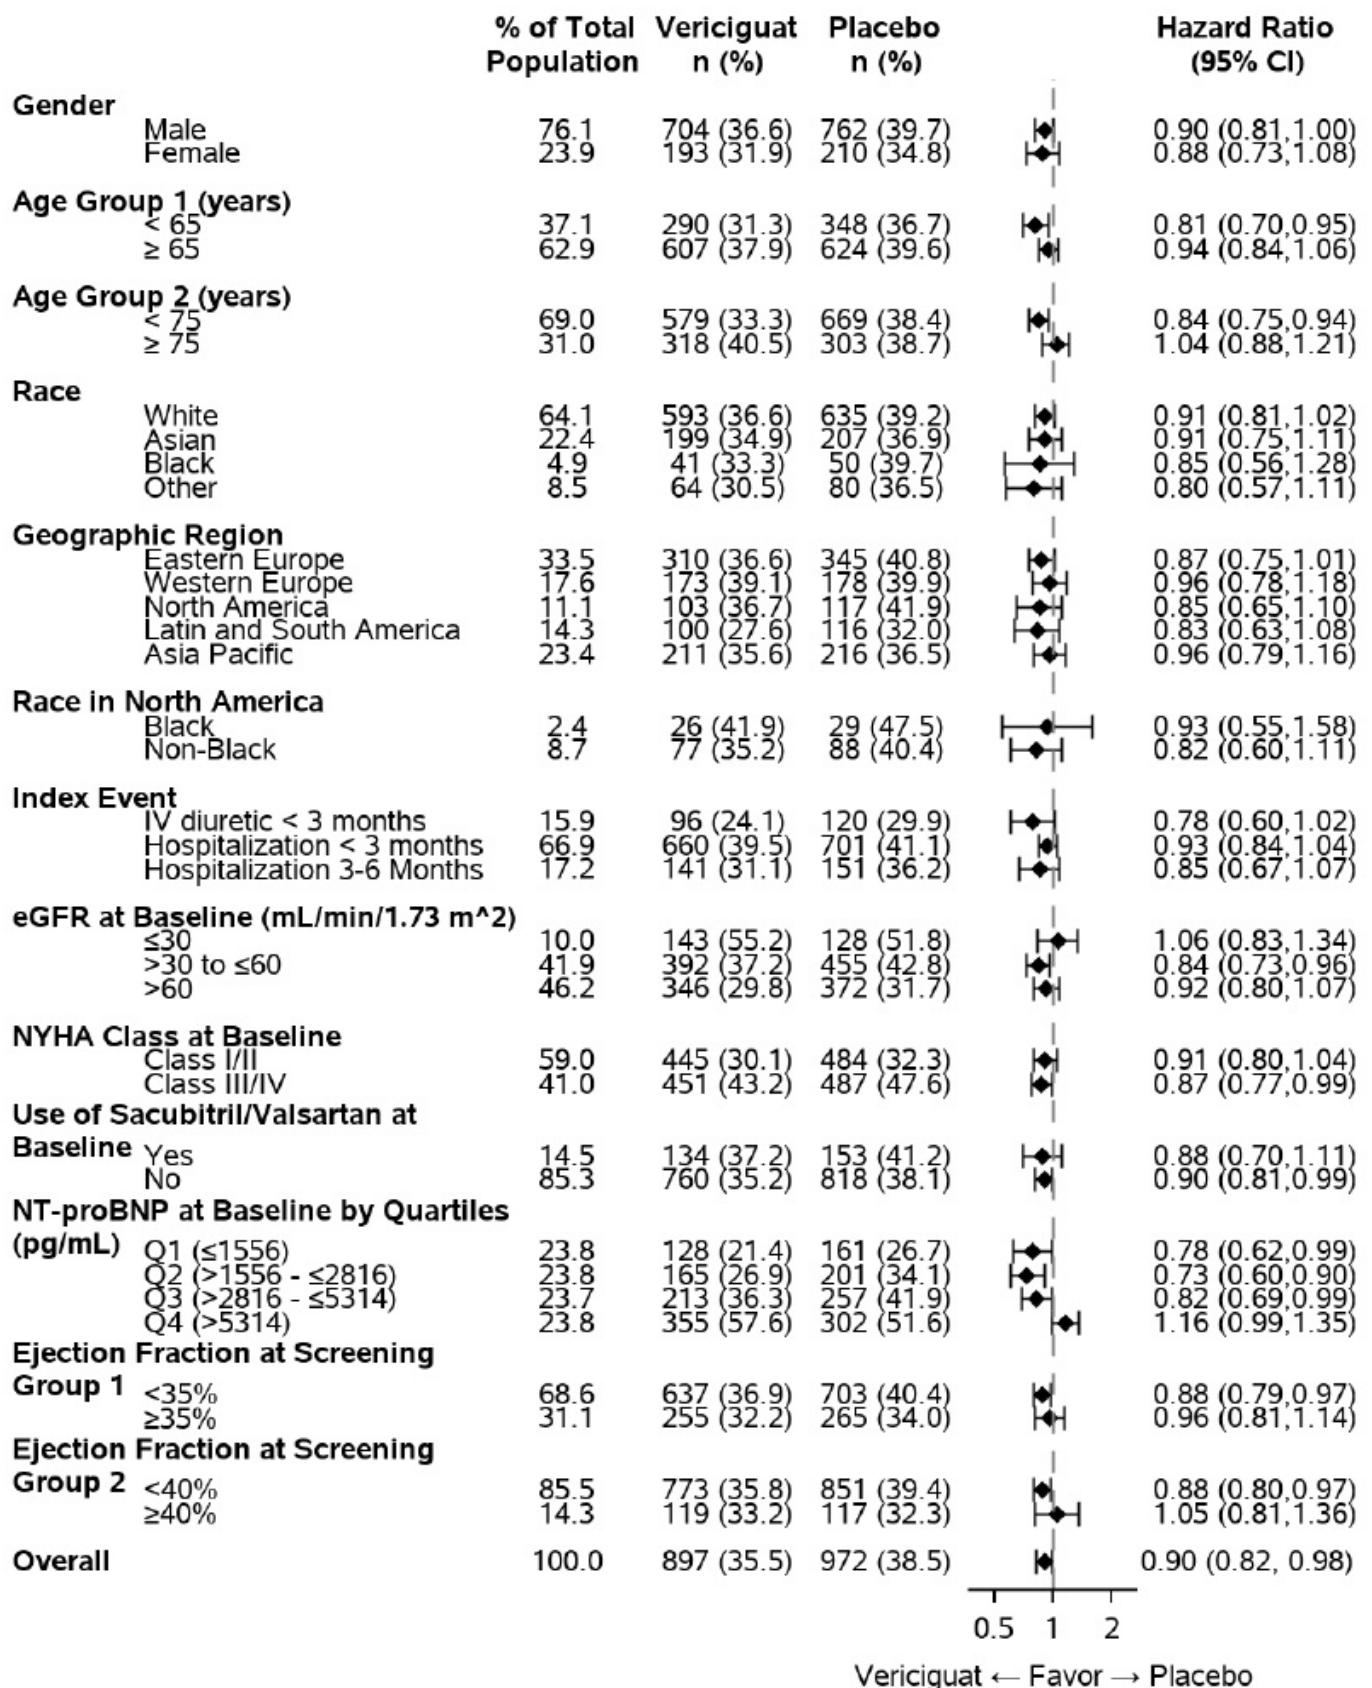 % of Total Vericiguat Placebo Hazard Ratio
Population n (%) n (%) (95% CI)
Gender
Male 76.1 704 (36.6) 762 (39.7) 0.90 (0.81,1.00)
Female 23.9 193 (31.9) 210 (34.8) 0.88 (0.73,1.08)
Age Group 1 (years)
< 65 37.1 290 (31.3) 348 (36.7) 0.81 (0.70,0.95)
≥ 65 62.9 607 (37.9) 624 (39.6) 0.94 (0.84,1.06)
Age Group 2 (years)
< 75 69.0 579 (33.3) 669 (38.4) 0.84 (0.75,0.94)
≥ 75 31.0 318 (40.5) 303 (38.7) 1.04 (0.88,1.21)
Race
White 64.1 593 (36.6) 635 (39.2) 0.91 (0.81,1.02)
Asian 22.4 199 (34.9) 207 (36.9) 0.91 (0.75,1.11)
Black 4.9 41 (33.3) 50 (39.7) 0.85 (0.56,1.28)
Other 8.5 64 (30.5) 80 (36.5) 0.80 (0.57,1.11)
Geographic Region
Eastern Europe 33.5 310 (36.6) 345 (40.8) 0.87 (0.75,1.01)
Western Europe 17.6 173 (39.1) 178 (39.9) 0.96 (0.78,1.18)
North America 11.1 103 (36.7) 117 (41.9) 0.85 (0.65,1.10)
Latin and South America 14.3 100 (27.6) 116 (32.0) 0.83 (0.63,1.08)
Asia Pacific 23.4 211 (35.6) 216 (36.5) 0.96 (0.79,1.16)
Race in North America
Black 2.4 26 (41.9) 29 (47.5) 0.93 (0.55,1.58)
Non-Black 8.7 77 (35.2) 88 (40.4) 0.82 (0.60,1.11)
Index Event
IV diuretic < 3 months 15.9 96 (24.1) 120 (29.9) 0.78 (0.60,1.02)
Hospitalization < 3 months 66.9 660 (39.5) 701 (41.1) 0.93 (0.84,1.04)
Hospitalization 3-6 Months 17.2 141 (31.1) 151 (36.2) 0.85 (0.67,1.07)
eGFR at Baseline (mL/min/1.73 m^2)
≤30 10.0 143 (55.2) 128 (51.8) 1.06 (0.83,1.34)
>30 to ≤60 41.9 392 (37.2) 455 (42.8) 0.84 (0.73,0.96)
>60 46.2 346 (29.8) 372 (31.7) 0.92 (0.80,1.07)
NYHA Class at Baseline
Class I/II 59.0 445 (30.1) 484 (32.3) 0.91 (0.80,1.04)
Class III/IV 41.0 451 (43.2) 487 (47.6) 0.87 (0.77,0.99)
Use of Sacubitril/Valsartan at
Baseline Yes 14.5 134 (37.2) 153 (41.2) 0.88 (0.70,1.11)
No 85.3 760 (35.2) 818 (38.1) 0.90 (0.81,0.99)
NT-proBNP at Baseline by Quartiles
(pg/mL) Q1 (≤1556) 23.8 128 (21.4) 161 (26.7) 0.78 (0.62,0.99)
Q2 (>1556 - ≤2816) 23.8 165 (26.9) 201 (34.1) 0.73 (0.60,0.90)
Q3 (>2816 - ≤5314) 23.7 213 (36.3) 257 (41.9) 0.82 (0.69,0.99)
Q4 (>5314) 23.8 355 (57.6) 302 (51.6) 1.16 (0.99,1.35)
Ejection Fraction at Screening
Group 1 <35% 68.6 637 (36.9) 703 (40.4) 0.88 (0.79,0.97)
≥35% 31.1 255 (32.2) 265 (34.0) 0.96 (0.81,1.14)
Ejection Fraction at Screening
Group 2 <40% 85.5 773 (35.8) 851 (39.4) 0.88 (0.80,0.97)
≥40% 14.3 119 (33.2) 117 (32.3) 1.05 (0.81,1.36)
Overall 100.0 897 (35.5) 972 (38.5) 0.90 (0.82, 0.98)
0.5 1 2
Vericiguat ← Favor → Placebo